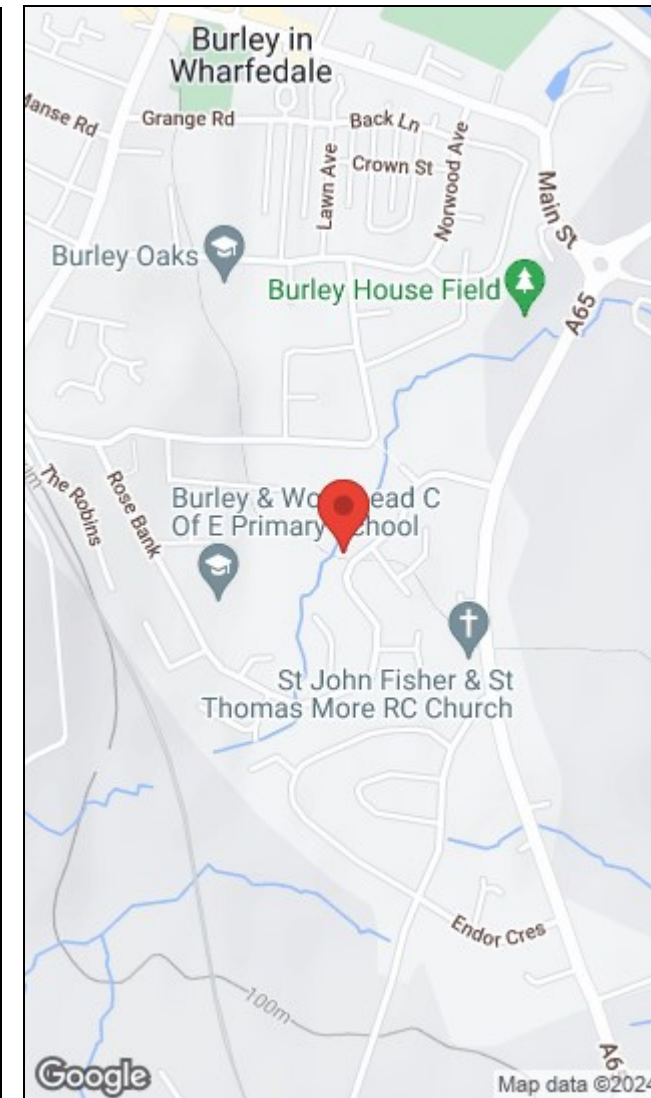 Burley in
Wharfedale
Manse Rd
Grange Rd
Back Ln
Crown St
Lawn Ave
Norwood Ave
Main St
Burley Oaks
Burley House Field
A65
The Robins
Rose Bank
Burley & Wo ead C
Of E Primary chool
St John Fisher & St
Thomas More RC Church
Endor Cres
100m
Google
Map data ©2024